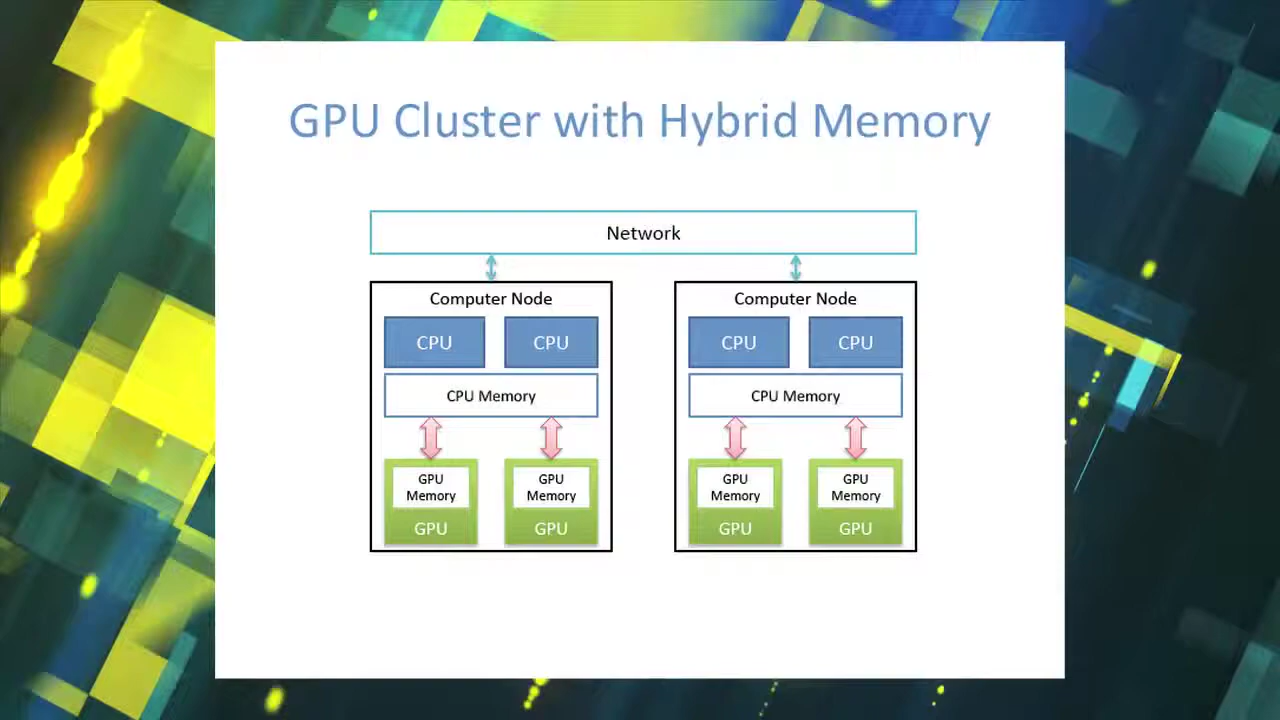 GPU Cluster with Hybrid Memory
Network
Computer Node
Computer Node
CPU
CPU
CPU
CPU
CPU Memory
CPU Memory
GPU
Memory
GPU
GPU
Memory
GPU
GPU
Memory
GPU
GPU
Memory
GPU